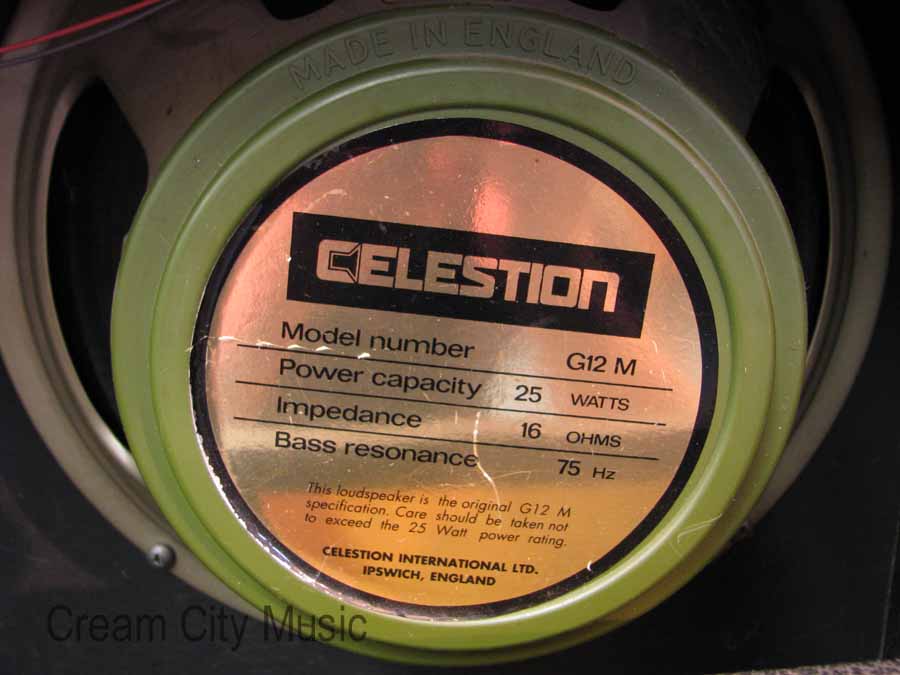 MADE IN ENGLAND
CELESTION
Model number G12 M
Power capacity 25 WATTS
Impedance 16 OHMS
Bass resonance 75 Hz
This loudspeaker is the original G12 M
specification. Care should be taken not
to exceed the 25 Watt power rating.
CELESTION INTERNATIONAL LTD.
IPSWICH, ENGLAND
Cream City Music